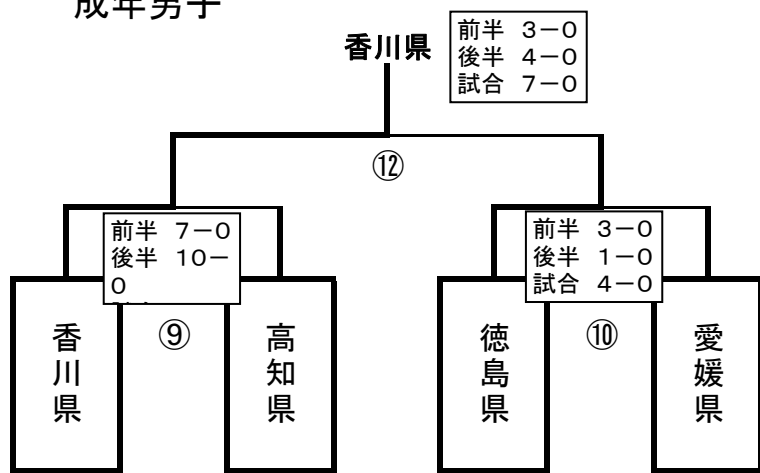 成年男子
香川県
前半 3－0
後半 4－0
試合 7－0
⑫
前半 7－0
後半 10－
0
前半 3－0
後半 1－0
試合 4－0
⑨
⑩
香川県
高知県
徳島県
愛媛県